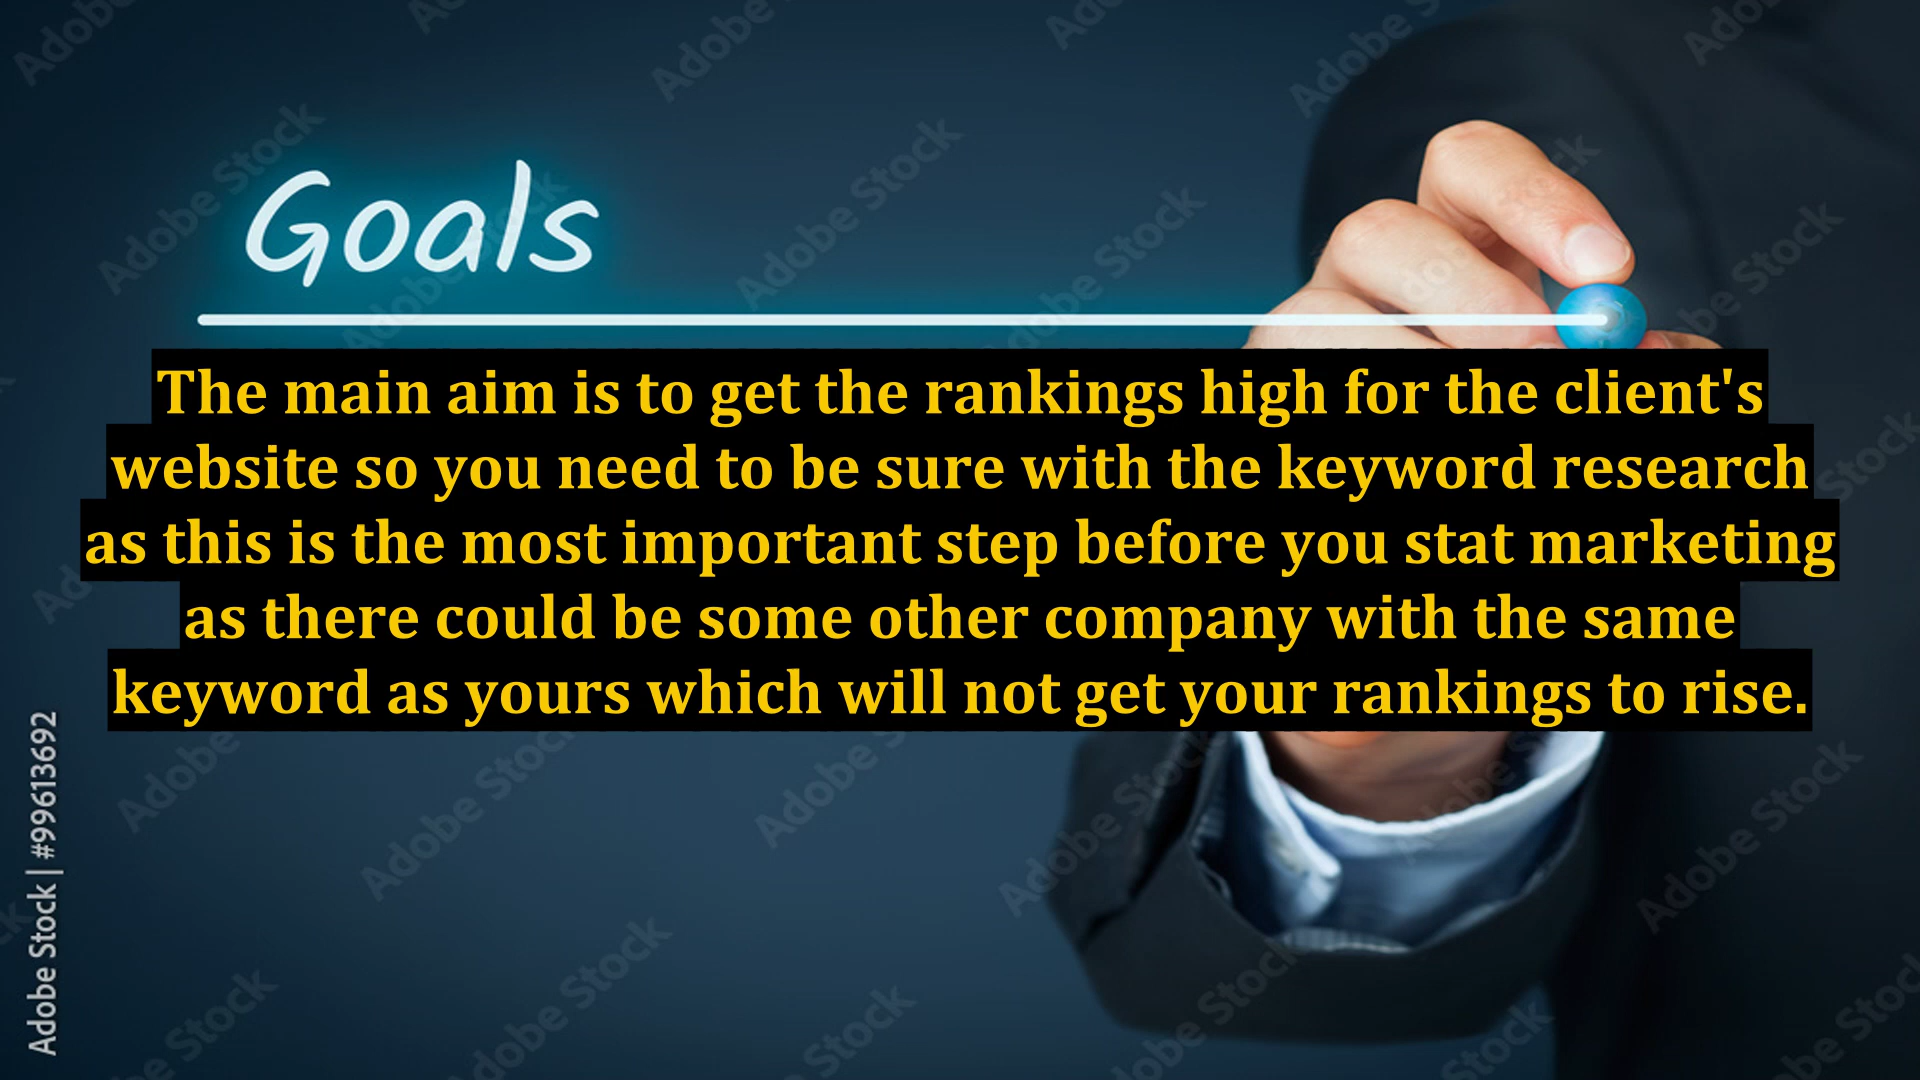 Goals
The main aim is to get the rankings high for the client's
website so you need to be sure with the keyword research
as this is the most important step before you stat marketing
as there could be some other company with the same
keyword as yours which will not get your rankings to rise.
Adobe Stock | #99613692
Adobe Stock